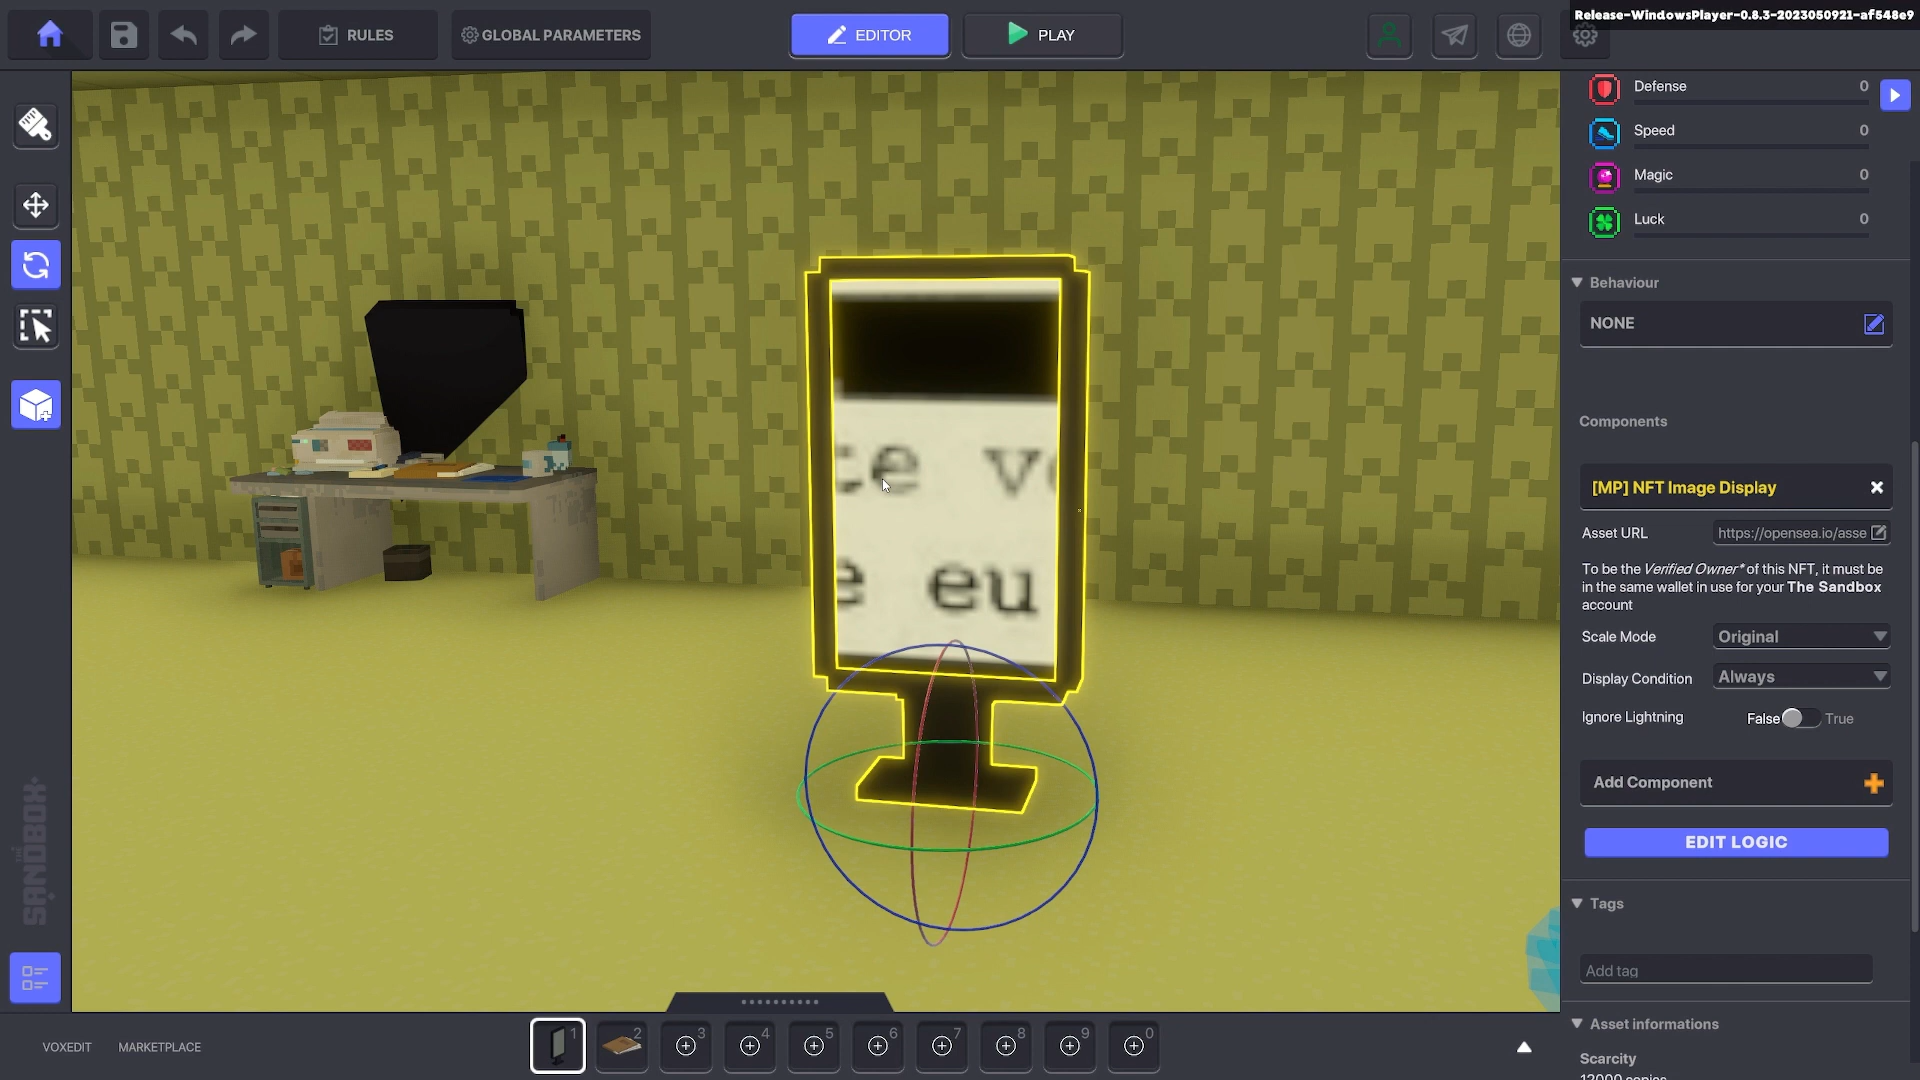 Release-WindowsPlayer-0.8.3-2023050921-af548e9
RULES
GLOBAL PARAMETERS
EDITOR
PLAY
Defense 0
Speed 0
Magic 0
Luck 0
Behaviour
NONE
Components
[MP] NFT Image Display
Asset URL https://opensea.io/asse
To be the Verified Owner* of this NFT, it must be
in the same wallet in use for your The Sandbox
account
Scale Mode Original
Display Condition Always
Ignore Lightning False True
Add Component
EDIT LOGIC
Tags
Add tag
Asset informations
Scarcity
12000 copies
te v
e eu
THE SANDBOX
VOXEDIT
MARKETPLACE
1 2 3 4 5 6 7 8 9 0